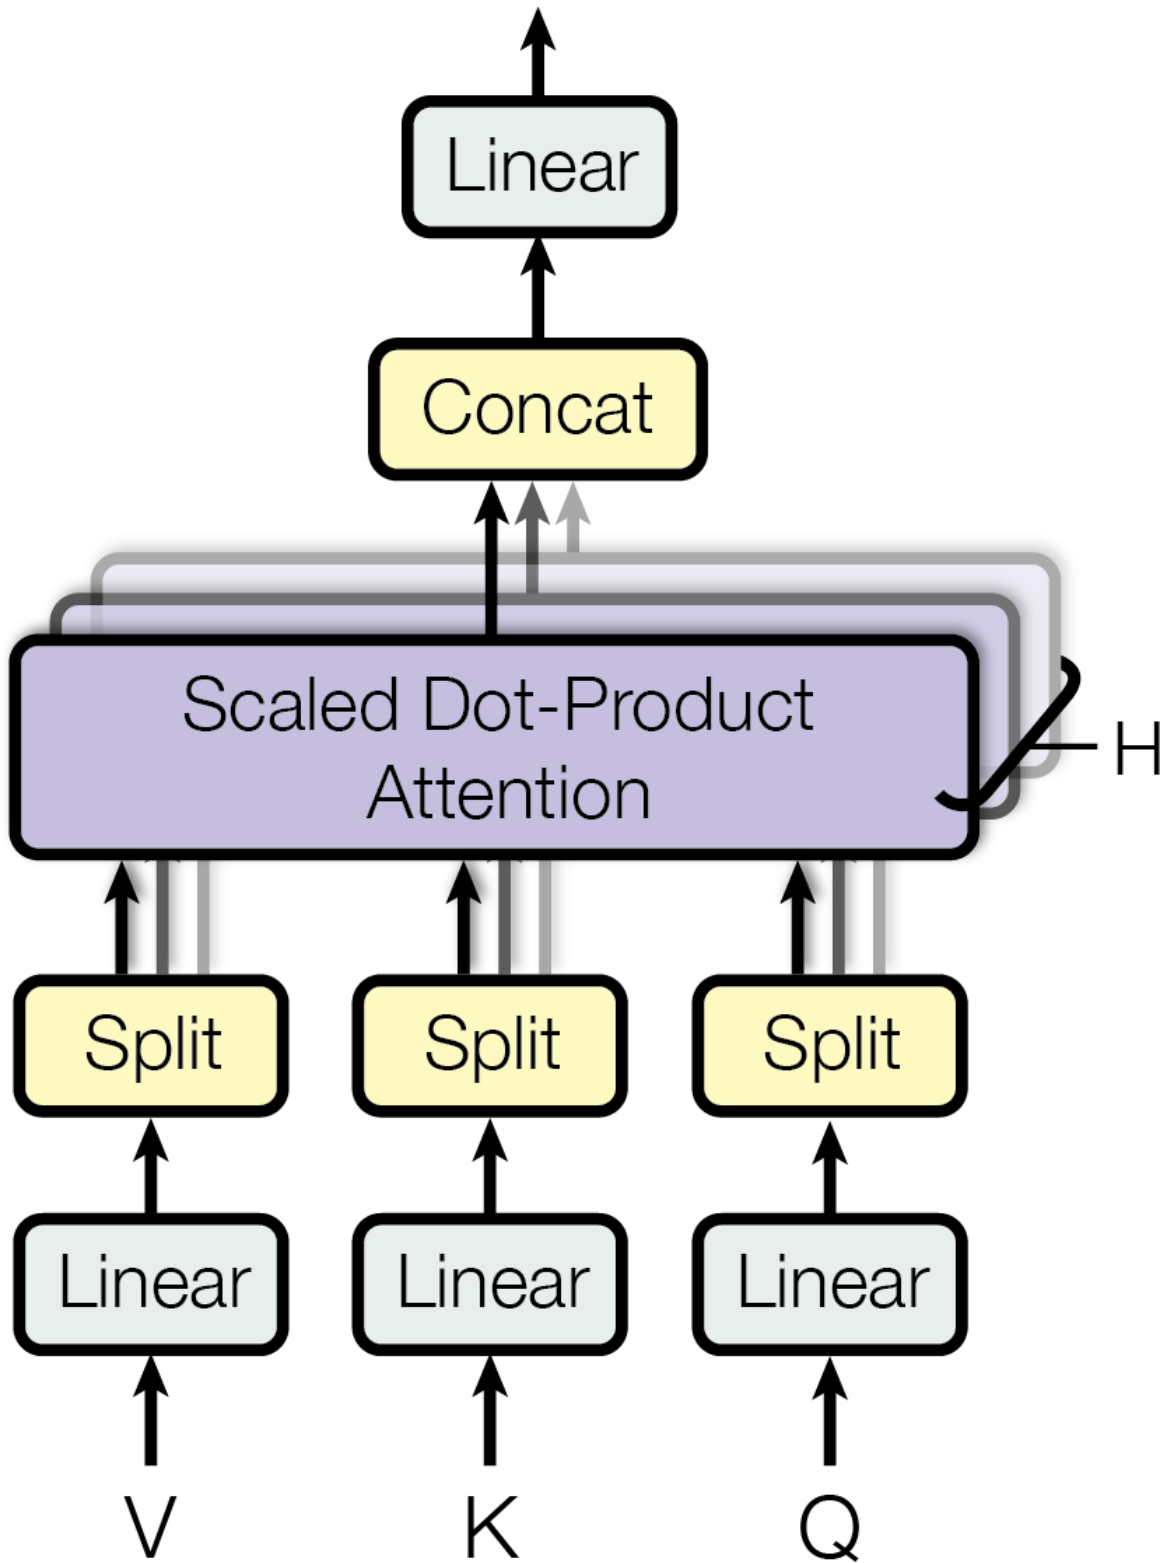 Linear
Concat
Scaled Dot-Product
Attention
H
Split Split Split
Linear Linear Linear
V K Q